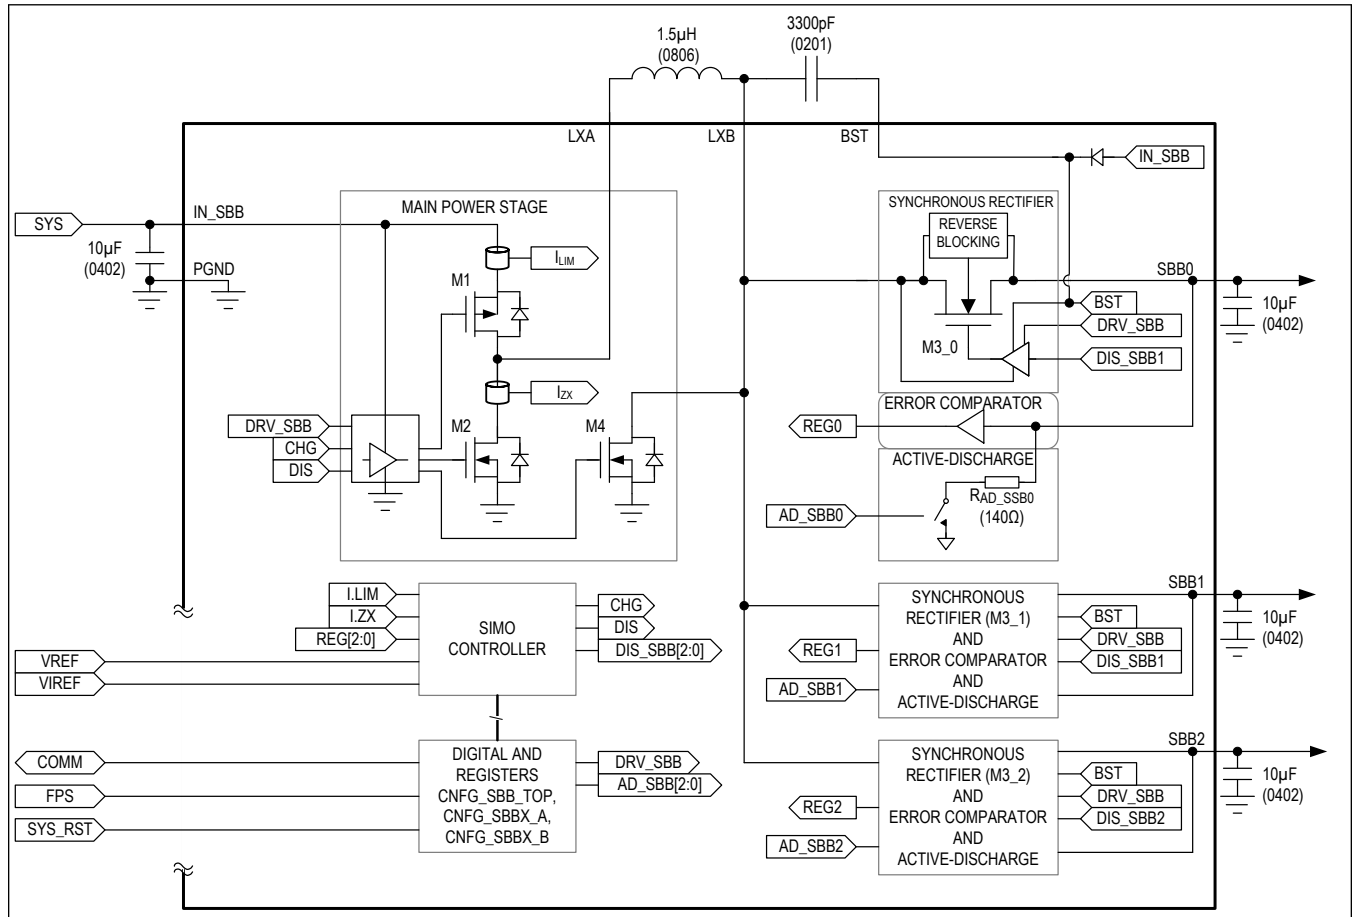 1.5µH
(0806)
3300pF
(0201)
LXA
LXB
BST
IN_SBB
SYS
IN_SBB
10µF
(0402)
PGND
MAIN POWER STAGE
ILIM
M1
IZX
M2
M4
DRV_SBB
CHG
DIS
SYNCHRONOUS RECTIFIER
REVERSE
BLOCKING
SBB0
BST
DRV_SBB
DIS_SBB1
M3_0
10µF
(0402)
ERROR COMPARATOR
REG0
ACTIVE-DISCHARGE
RAD_SSB0
(140Ω)
AD_SBB0
I.LIM
I.ZX
REG[2:0]
VREF
VIREF
SIMO
CONTROLLER
CHG
DIS
DIS_SBB[2:0]
SYNCHRONOUS
RECTIFIER (M3_1)
AND
ERROR COMPARATOR
AND
ACTIVE-DISCHARGE
REG1
AD_SBB1
SBB1
BST
DRV_SBB
DIS_SBB1
10µF
(0402)
COMM
FPS
SYS_RST
DIGITAL AND
REGISTERS
CNFG_SBB_TOP,
CNFG_SBBX_A,
CNFG_SBBX_B
DRV_SBB
AD_SBB[2:0]
SYNCHRONOUS
RECTIFIER (M3_2)
AND
ERROR COMPARATOR
AND
ACTIVE-DISCHARGE
REG2
AD_SBB2
SBB2
BST
DRV_SBB
DIS_SBB2
10µF
(0402)